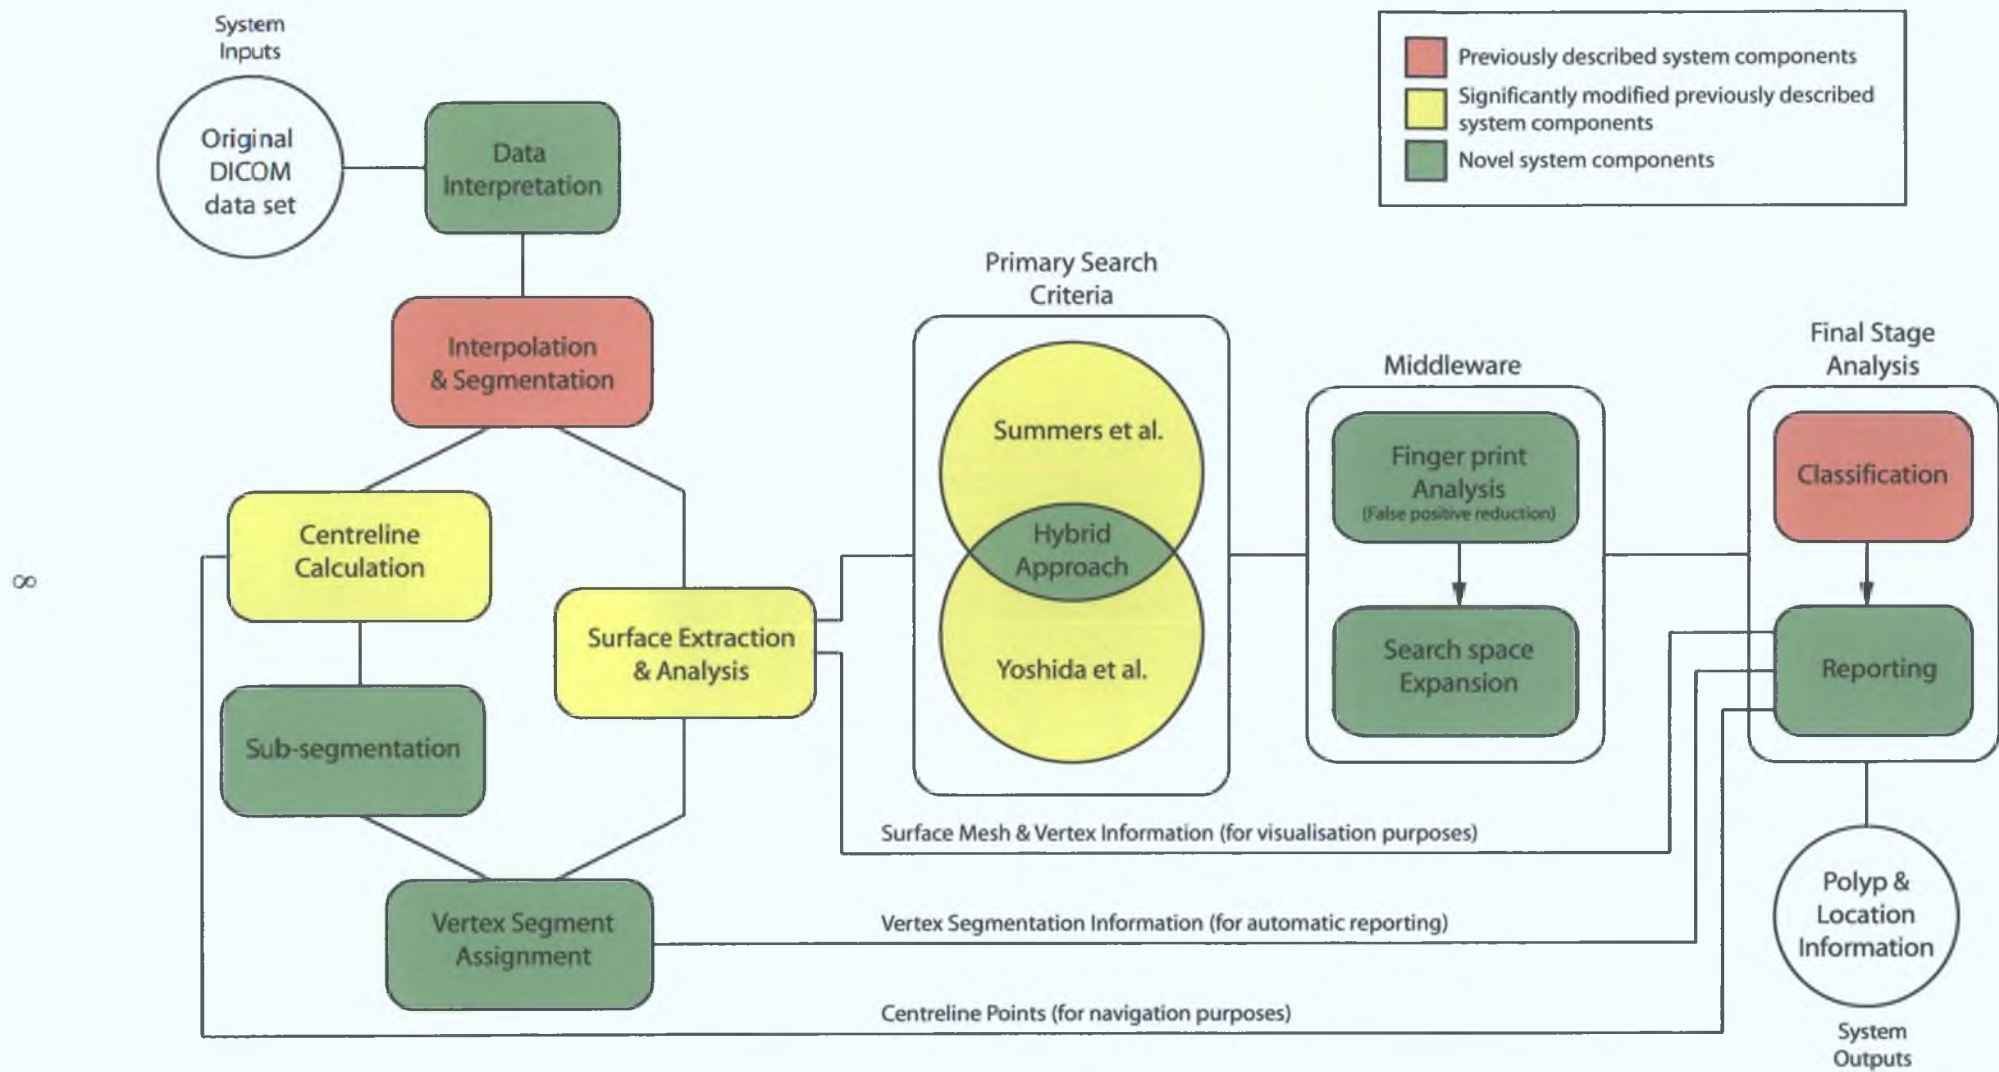 System
Inputs
Original
DICOM
data set
Data
Interpretation
Previously described system components
Significantly modified previously described
system components
Novel system components
Interpolation
& Segmentation
Primary Search
Criteria
Summers et al.
Hybrid
Approach
Yoshida et al.
Middleware
Finger print
Analysis
(False positive reduction)
Search space
Expansion
Final Stage
Analysis
Classification
Reporting
Centreline
Calculation
Surface Extraction
& Analysis
Sub-segmentation
Vertex Segment
Assignment
Surface Mesh & Vertex Information (for visualisation purposes)
Vertex Segmentation Information (for automatic reporting)
Centreline Points (for navigation purposes)
Polyp &
Location
Information
System
Outputs
8